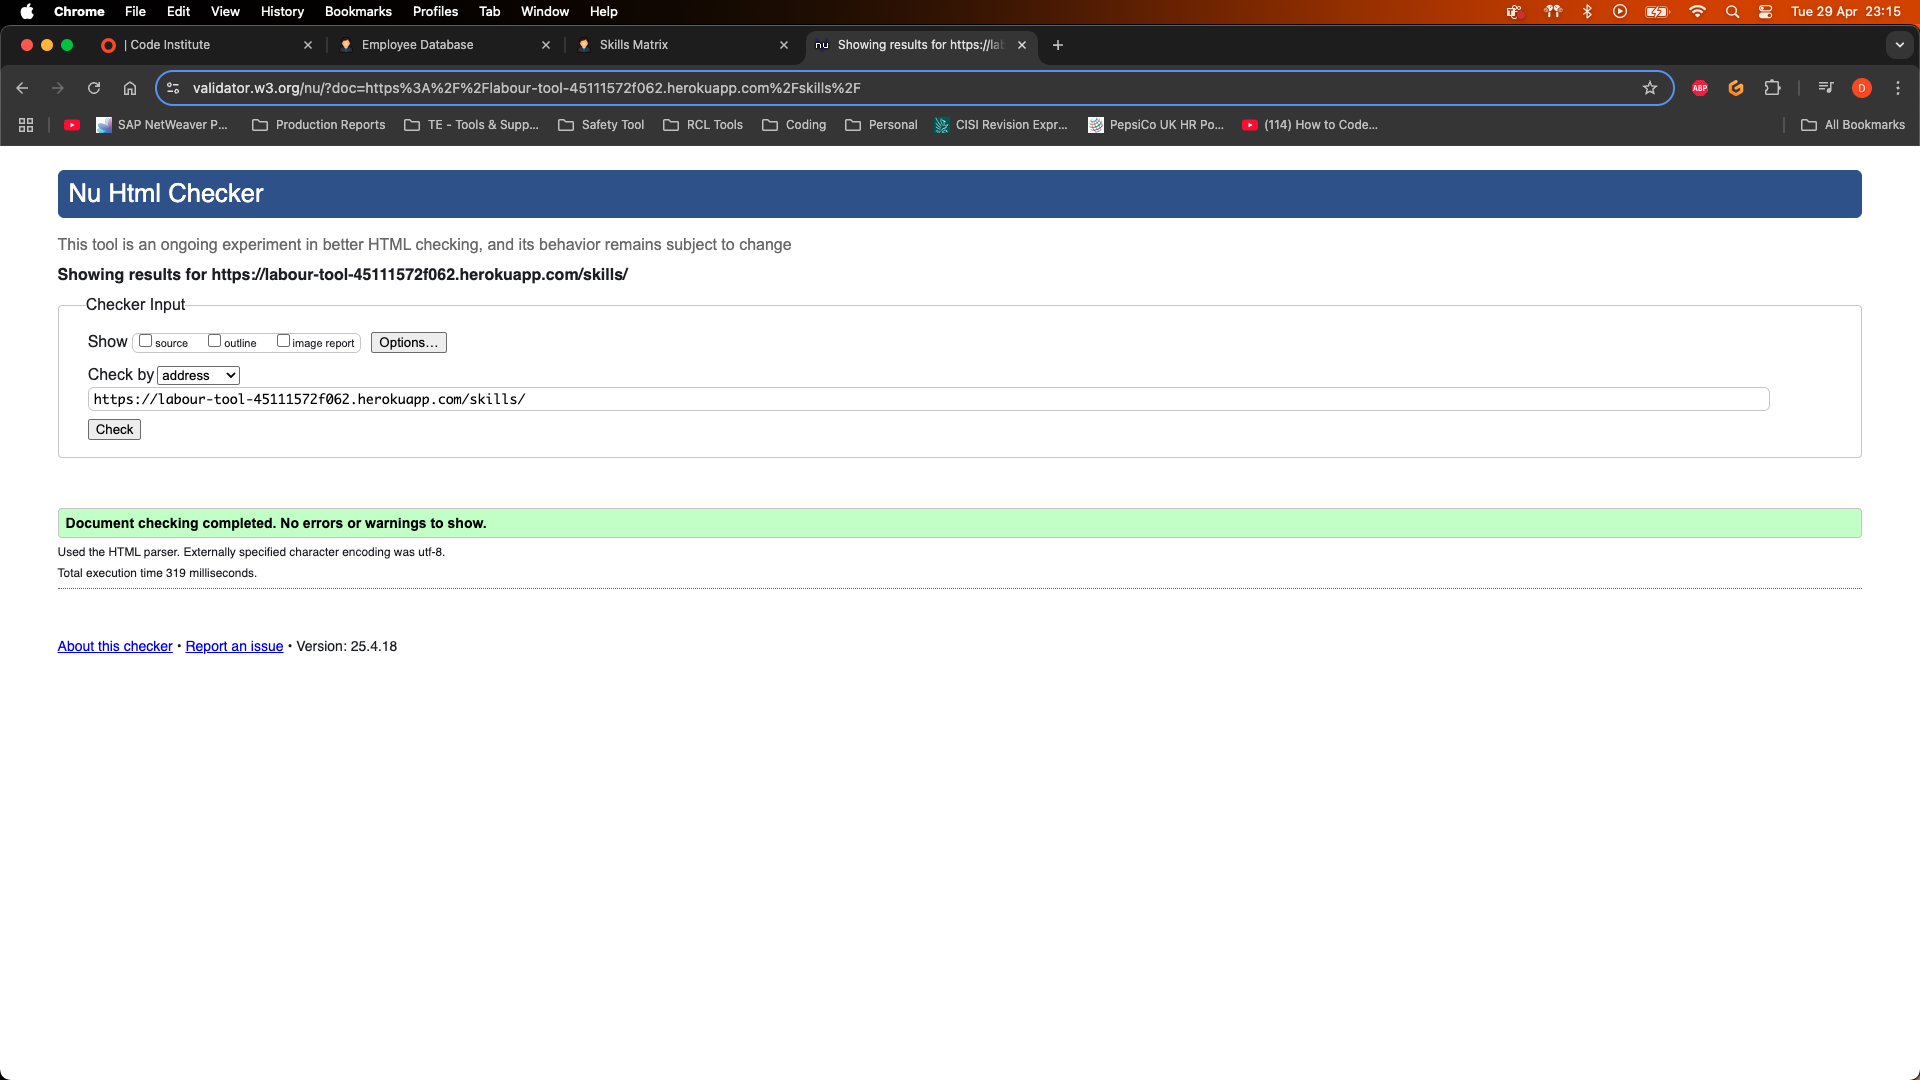 Chrome File Edit View History Bookmarks Profiles Tab Window Help Tue 29 Apr 23:15
| Code Institute Employee Database Skills Matrix nu Showing results for https://la
validator.w3.org/nu/?doc=https%3A%2F%2Flabour-tool-45111572f062.herokuapp.com%2Fskills%2F ABP D
SAP NetWeaver P... Production Reports TE - Tools & Supp... Safety Tool RCL Tools Coding Personal CISI Revision Expr... PepsiCo UK HR Po... (114) How to Code... All Bookmarks
Nu Html Checker
This tool is an ongoing experiment in better HTML checking, and its behavior remains subject to change
Showing results for https://labour-tool-45111572f062.herokuapp.com/skills/
Checker Input
Show source outline image report Options...
Check by address
https://labour-tool-45111572f062.herokuapp.com/skills/
Check
Document checking completed. No errors or warnings to show.
Used the HTML parser. Externally specified character encoding was utf-8.
Total execution time 319 milliseconds.
About this checker • Report an issue • Version: 25.4.18